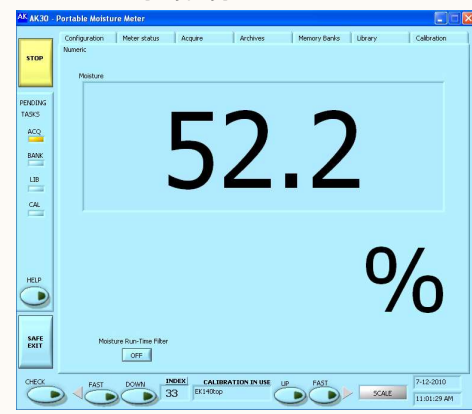 AK AK30 - Portable Moisture Meter
Configuration Meter status Acquire Archives Memory Banks Library Calibration
Numeric
STOP
Moisture
52.2
%
PENDING
TASKS
ACQ
BANK
LIB
CAL
HELP
SAFE
EXIT
Moisture Run-Time Filter
OFF
CHECK
FAST
DOWN
INDEX
33
CALIBRATION IN USE
EK140top
UP
FAST
SCALE
7-12-2010
11:01:29 AM